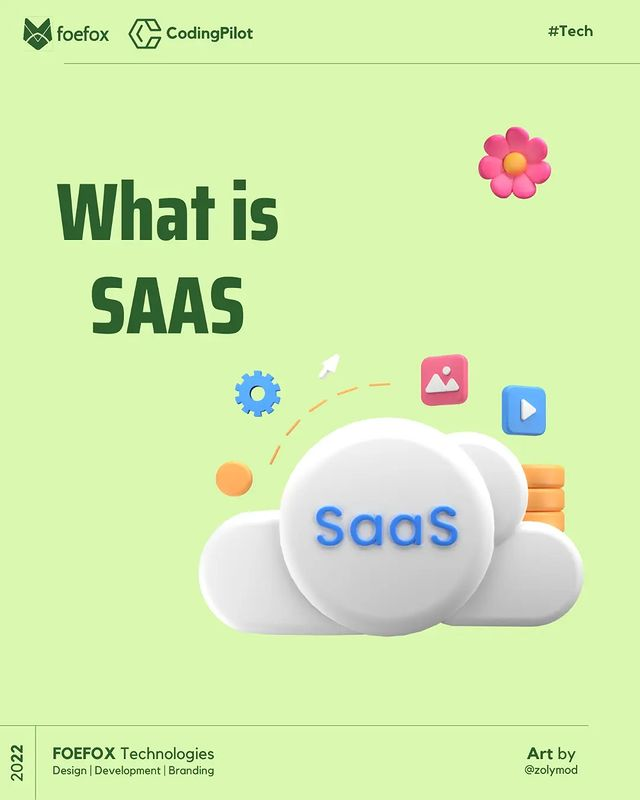 foefox CodingPilot #Tech
What is
SAAS
SaaS
2022
FOEFOX Technologies
Design | Development | Branding
Art by
@zolymod